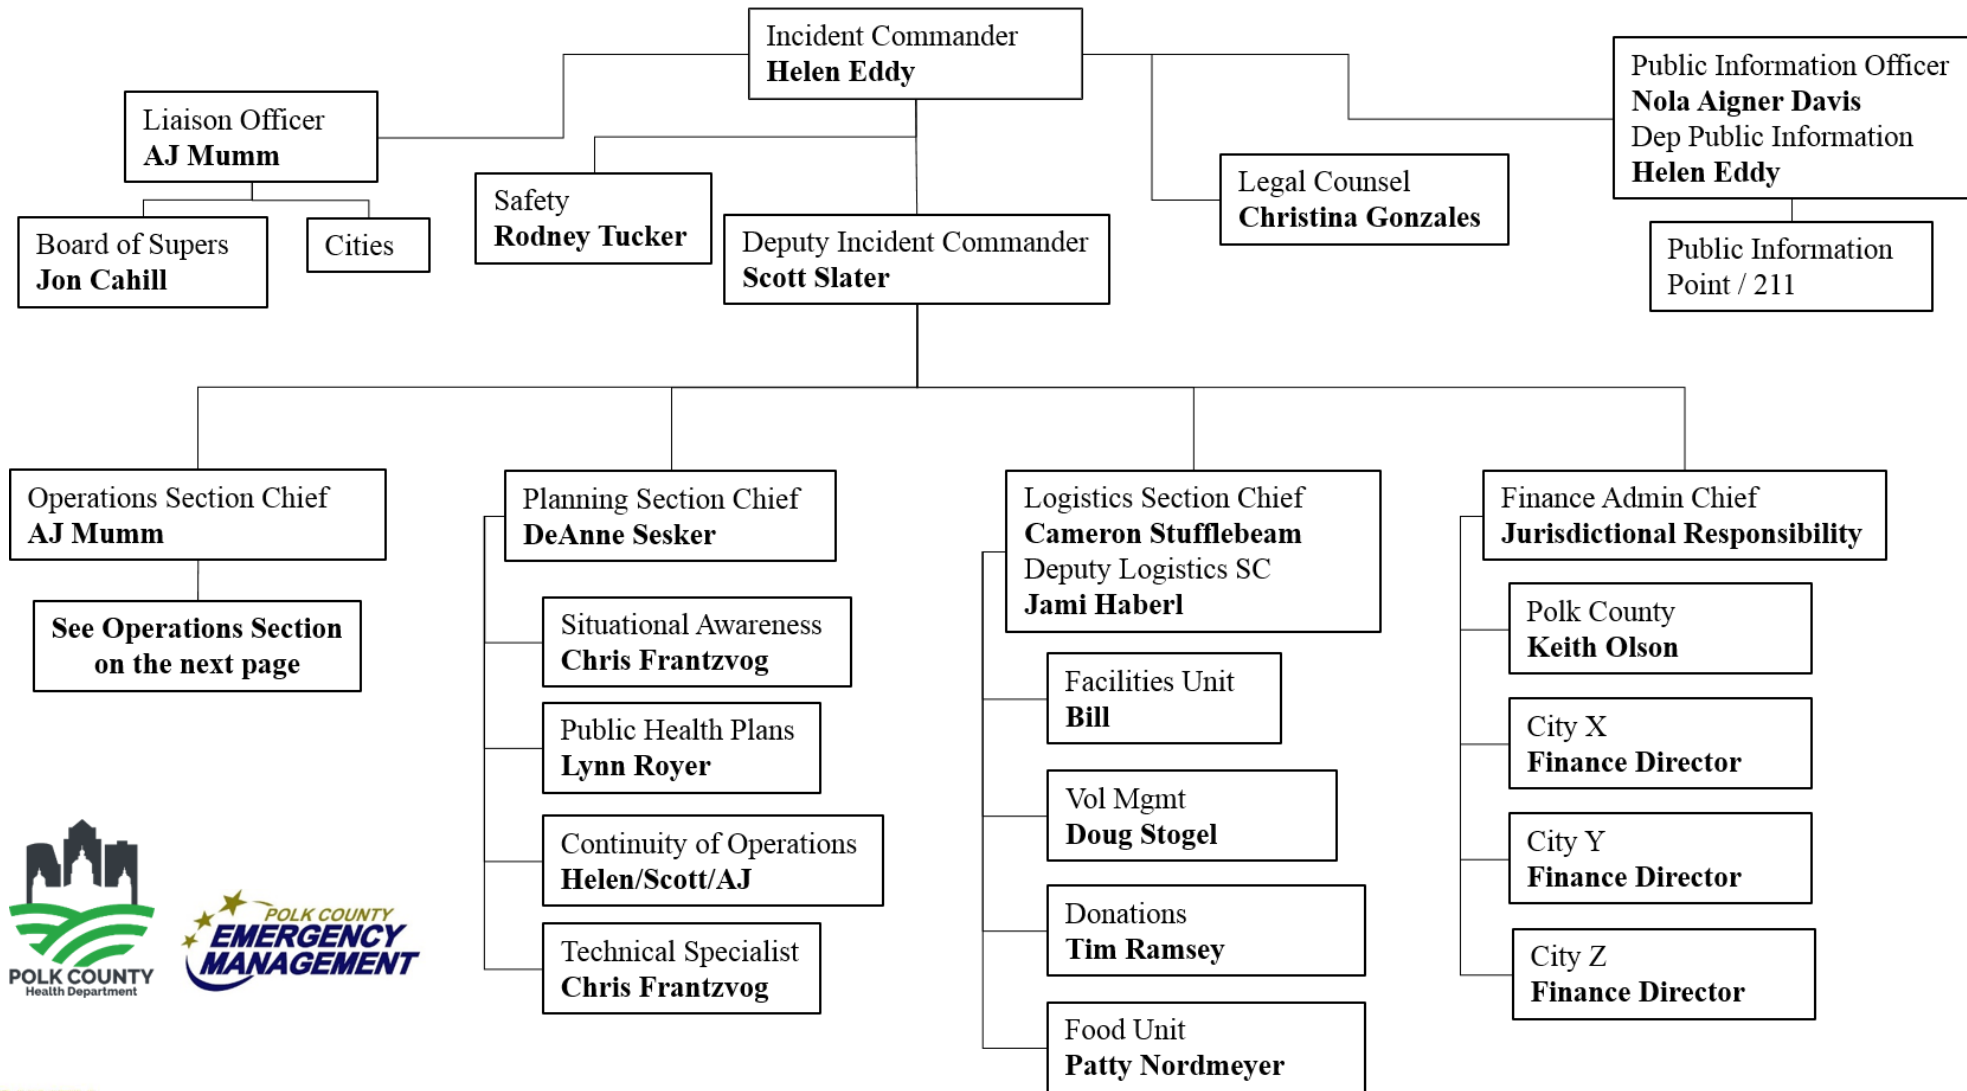 Incident Commander
Helen Eddy
Liaison Officer
AJ Mumm
Public Information Officer
Nola Aigner Davis
Dep Public Information
Helen Eddy
Board of Supers
Jon Cahill
Cities
Safety
Rodney Tucker
Deputy Incident Commander
Scott Slater
Legal Counsel
Christina Gonzales
Public Information
Point / 211
Operations Section Chief
AJ Mumm
See Operations Section
on the next page
Planning Section Chief
DeAnne Sesker
Situational Awareness
Chris Frantzvog
Public Health Plans
Lynn Royer
Continuity of Operations
Helen/Scott/AJ
Technical Specialist
Chris Frantzvog
Logistics Section Chief
Cameron Stufflebeam
Deputy Logistics SC
Jami Haberl
Facilities Unit
Bill
Vol Mgmt
Doug Stogel
Donations
Tim Ramsey
Food Unit
Patty Nordmeyer
Finance Admin Chief
Jurisdictional Responsibility
Polk County
Keith Olson
City X
Finance Director
City Y
Finance Director
City Z
Finance Director
POLK COUNTY
Health Department
POLK COUNTY
EMERGENCY
MANAGEMENT